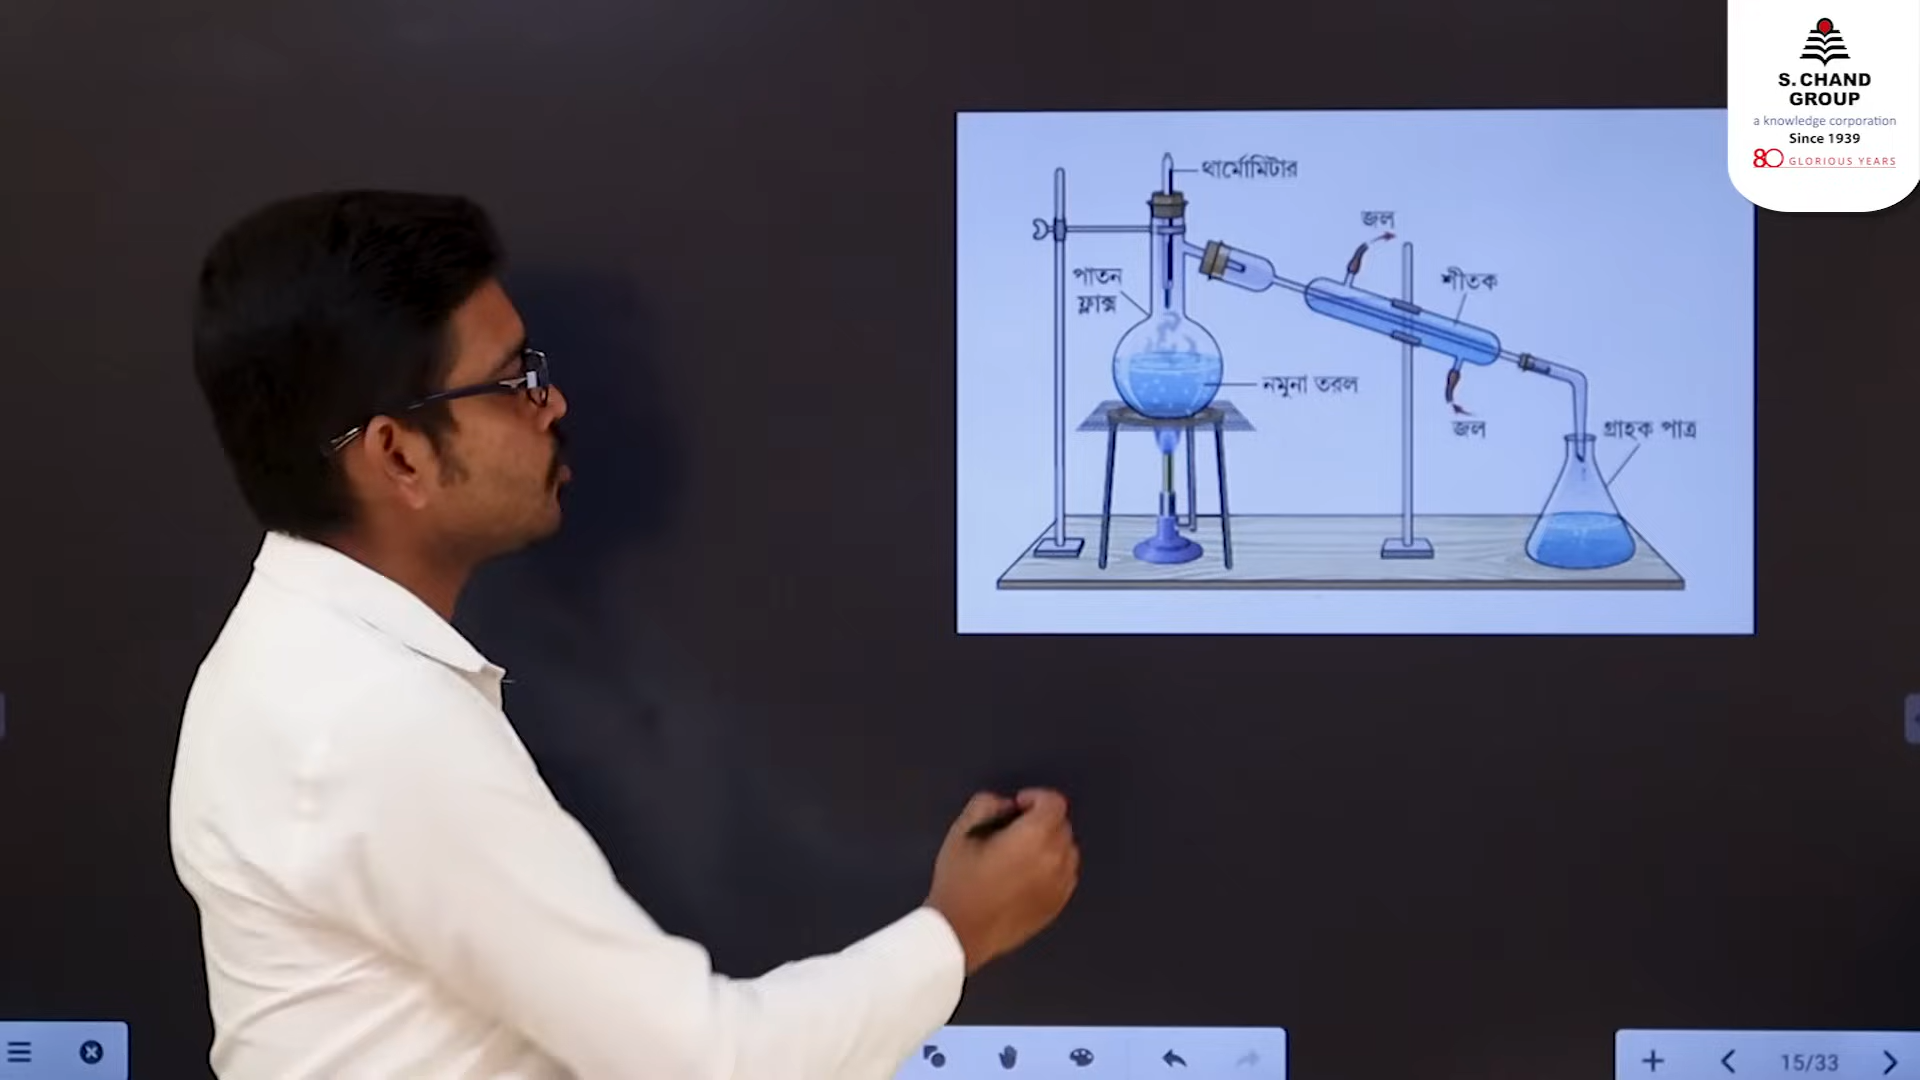 S. CHAND
GROUP
a knowledge corporation
Since 1939
80 GLORIOUS YEARS
থার্মোমিটার
জল
পাতন
ফ্লাক্স
শীতক
নমুনা তরল
জল
গ্রাহক পাত্র
15/33